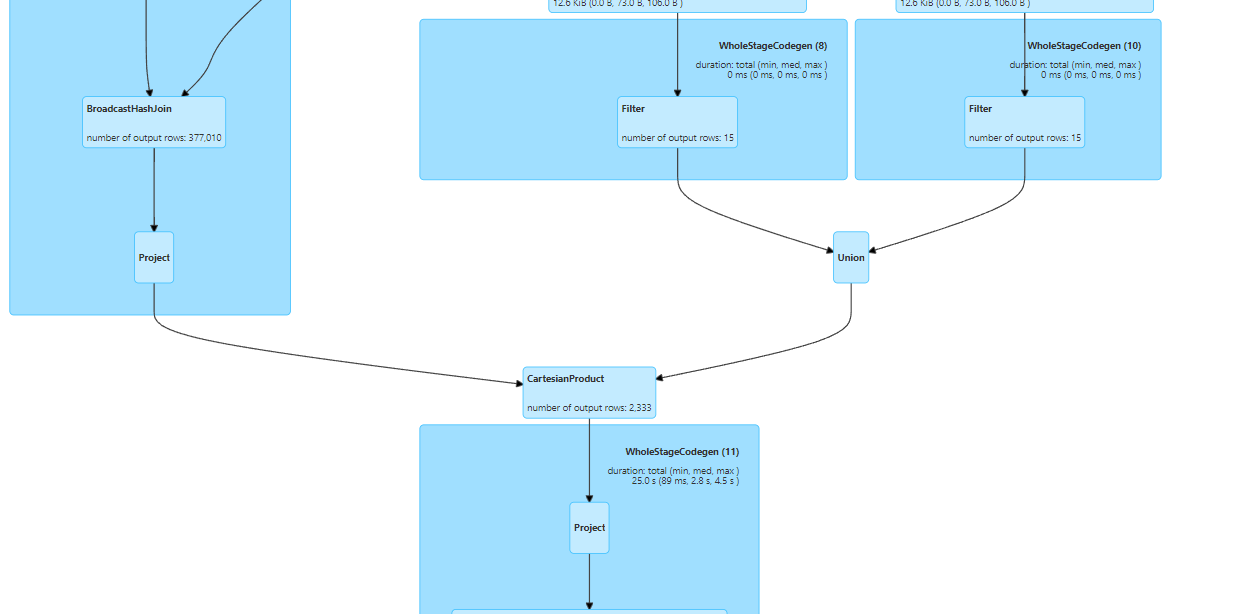 12.6 KiB (0.0 B, 73.0 B, 106.0 B )
12.6 KiB (0.0 B, 73.0 B, 106.0 B )
WholeStageCodegen (8)
duration: total (min, med, max )
0 ms (0 ms, 0 ms, 0 ms )
WholeStageCodegen (10)
duration: total (min, med, max )
0 ms (0 ms, 0 ms, 0 ms )
BroadcastHashJoin
number of output rows: 377,010
Filter
number of output rows: 15
Filter
number of output rows: 15
Project
Union
CartesianProduct
number of output rows: 2,333
WholeStageCodegen (11)
duration: total (min, med, max )
25.0 s (89 ms, 2.8 s, 4.5 s )
Project